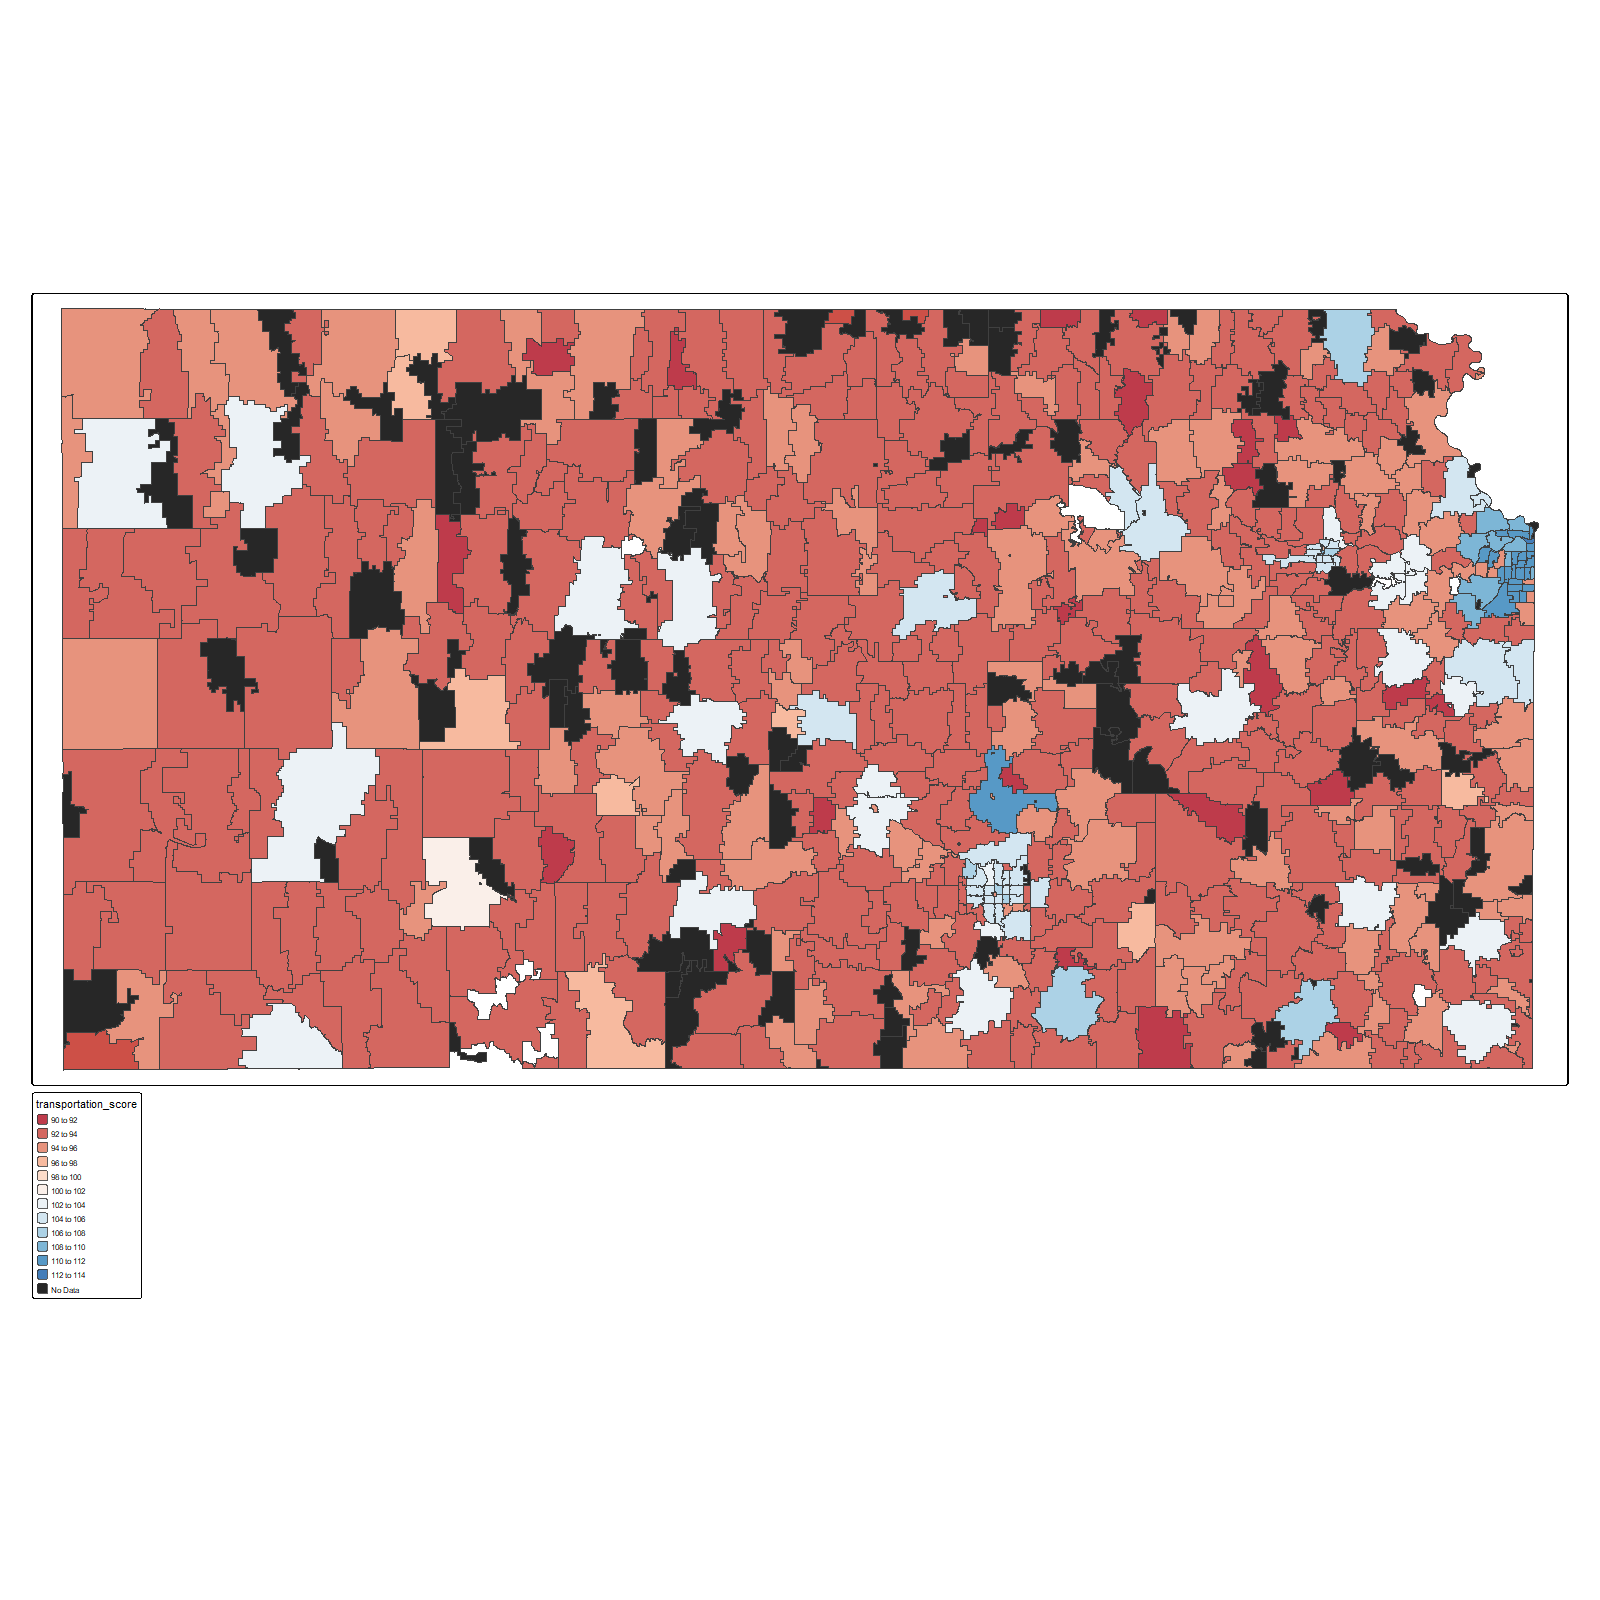 transportation_score
90 to 92
92 to 94
94 to 96
96 to 98
98 to 100
100 to 102
102 to 104
104 to 106
106 to 108
108 to 110
110 to 112
112 to 114
No Data